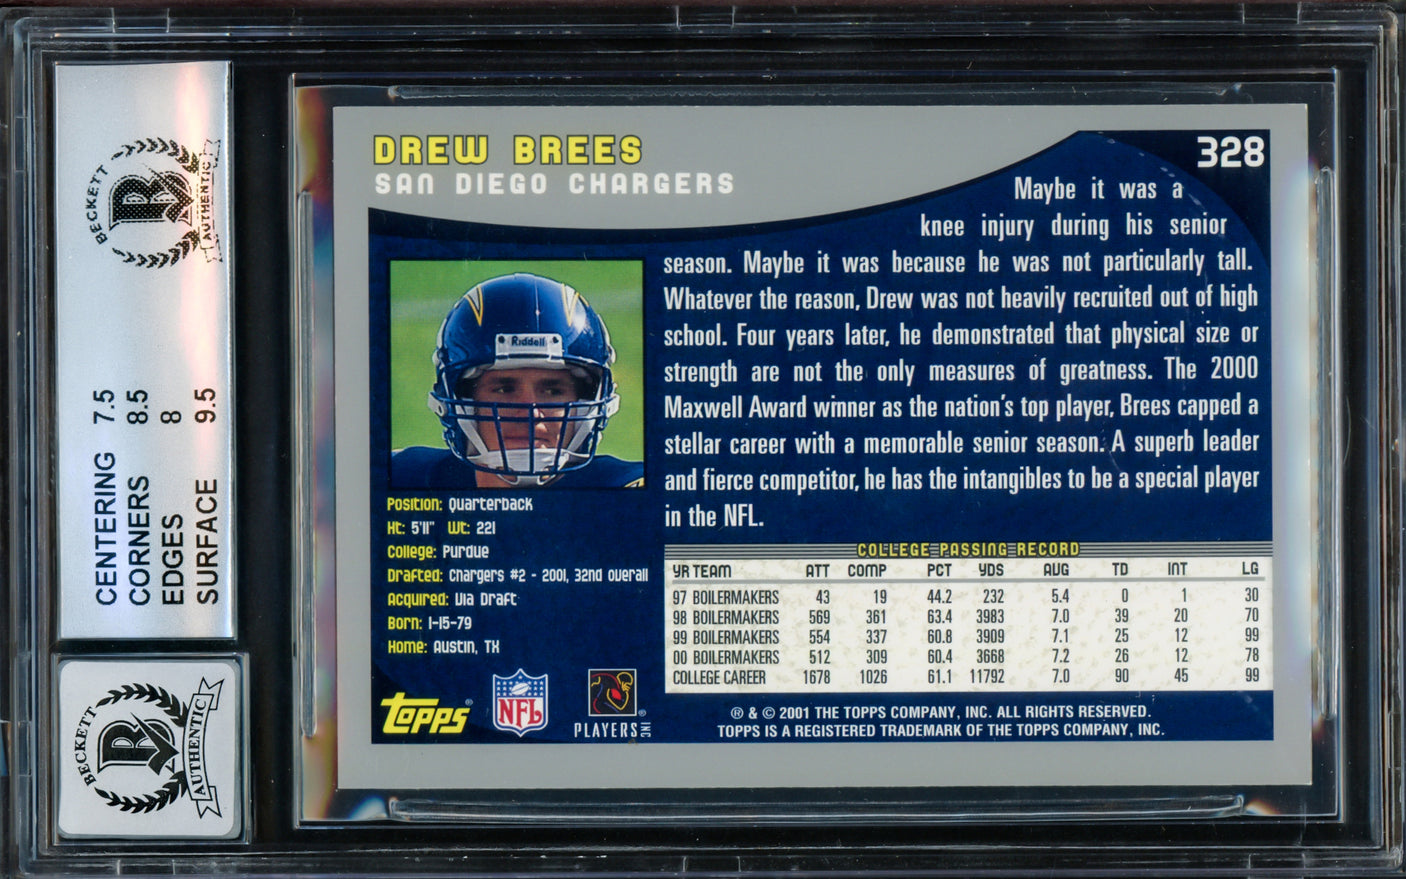 BECKETT
B
AUTHENTIC
CENTERING 7.5
CORNERS 8.5
EDGES 8
SURFACE 9.5
BECKETT
B
AUTHENTIC
DREW BREES
SAN DIEGO CHARGERS
328
Maybe it was a
knee injury during his senior
season. Maybe it was because he was not particularly tall.
Whatever the reason, Drew was not heavily recruited out of high
school. Four years later, he demonstrated that physical size or
strength are not the only measures of greatness. The 2000
Maxwell Award winner as the nation's top player, Brees capped a
stellar career with a memorable senior season. A superb leader
and fierce competitor, he has the intangibles to be a special player
in the NFL.
Riddell
Position: Quarterback
Ht: 5'11" Wt: 221
College: Purdue
Drafted: Chargers #2 - 2001, 32nd overall
Acquired: Via Draft
Born: 1-15-79
Home: Austin, TX
COLLEGE PASSING RECORD
YR TEAM ATT COMP PCT YDS AVG TD INT LG
97 BOILERMAKERS 43 19 44.2 232 5.4 0 1 30
98 BOILERMAKERS 569 361 63.4 3983 7.0 39 20 70
99 BOILERMAKERS 554 337 60.8 3909 7.1 25 12 99
00 BOILERMAKERS 512 309 60.4 3668 7.2 26 12 78
COLLEGE CAREER 1678 1026 61.1 11792 7.0 90 45 99
TOPPS®
NFL
PLAYERS INC ®
® & © 2001 THE TOPPS COMPANY, INC. ALL RIGHTS RESERVED.
TOPPS IS A REGISTERED TRADEMARK OF THE TOPPS COMPANY, INC.